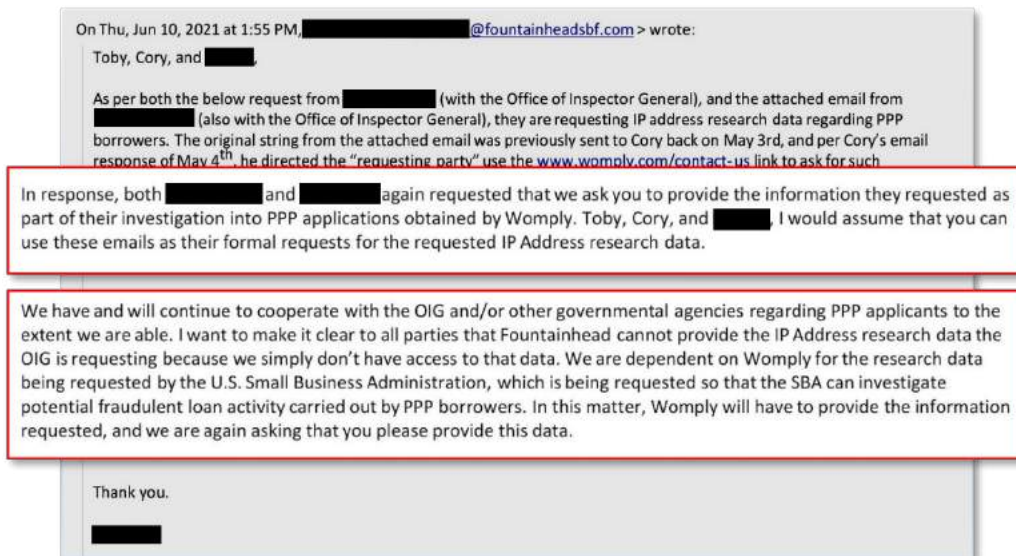 On Thu, Jun 10, 2021 at 1:55 PM, @fountainheadsbf.com > wrote:
Toby, Cory, and ,
As per both the below request from (with the Office of Inspector General), and the attached email from
(also with the Office of Inspector General), they are requesting IP address research data regarding PPP
borrowers. The original string from the attached email was previously sent to Cory back on May 3rd, and per Cory's email
response of May 4th, he directed the "requesting party" use the www.womply.com/contact-us link to ask for such
In response, both and again requested that we ask you to provide the information they requested as
part of their investigation into PPP applications obtained by Womply. Toby, Cory, and , I would assume that you can
use these emails as their formal requests for the requested IP Address research data.
We have and will continue to cooperate with the OIG and/or other governmental agencies regarding PPP applicants to the
extent we are able. I want to make it clear to all parties that Fountainhead cannot provide the IP Address research data the
OIG is requesting because we simply don't have access to that data. We are dependent on Womply for the research data
being requested by the U.S. Small Business Administration, which is being requested so that the SBA can investigate
potential fraudulent loan activity carried out by PPP borrowers. In this matter, Womply will have to provide the information
requested, and we are again asking that you please provide this data.
Thank you.